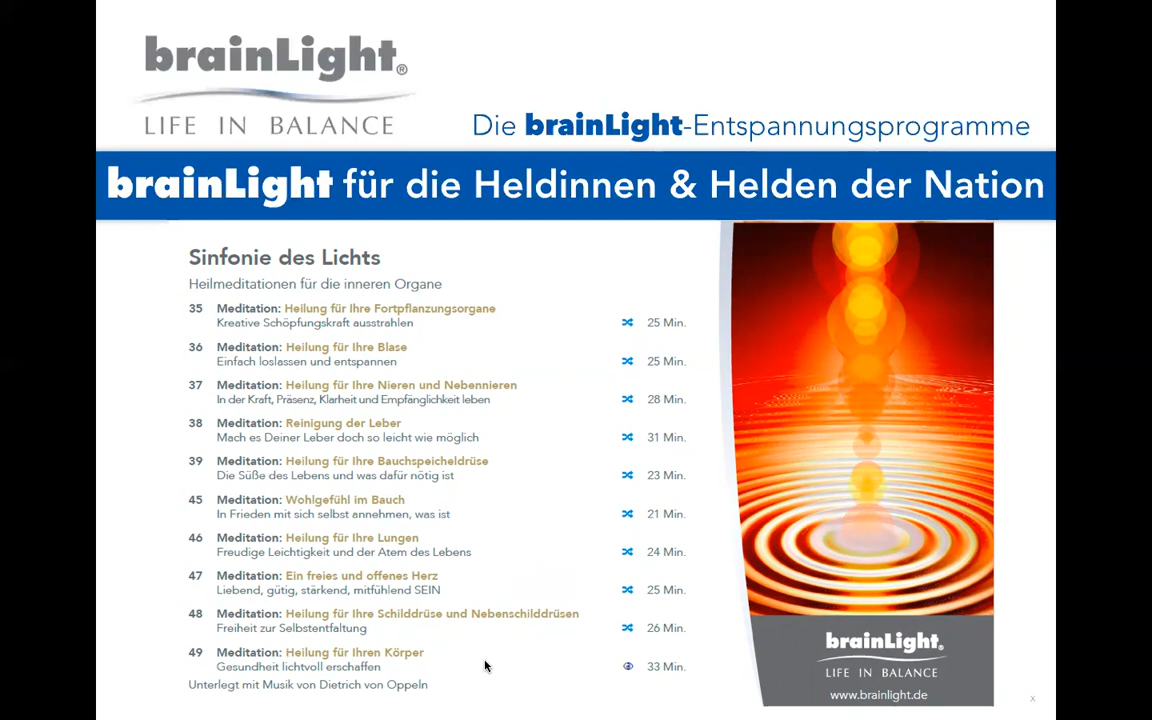 brainLight®
LIFE IN BALANCE
Die brainLight-Entspannungsprogramme
brainLight für die Heldinnen & Helden der Nation
Sinfonie des Lichts
Heilmeditationen für die inneren Organe
35 Meditation: Heilung für Ihre Fortpflanzungsorgane
Kreative Schöpfungskraft ausstrahlen 25 Min.
36 Meditation: Heilung für Ihre Blase
Einfach loslassen und entspannen 25 Min.
37 Meditation: Heilung für Ihre Nieren und Nebennieren
In der Kraft, Präsenz, Klarheit und Empfänglichkeit leben 28 Min.
38 Meditation: Reinigung der Leber
Mach es Deiner Leber doch so leicht wie möglich 31 Min.
39 Meditation: Heilung für Ihre Bauchspeicheldrüse
Die Süße des Lebens und was dafür nötig ist 23 Min.
45 Meditation: Wohlgefühl im Bauch
In Frieden mit sich selbst annehmen, was ist 21 Min.
46 Meditation: Heilung für Ihre Lungen
Freudige Leichtigkeit und der Atem des Lebens 24 Min.
47 Meditation: Ein freies und offenes Herz
Liebend, gütig, stärkend, mitfühlend SEIN 25 Min.
48 Meditation: Heilung für Ihre Schilddrüse und Nebenschilddrüsen
Freiheit zur Selbstentfaltung 26 Min.
49 Meditation: Heilung für Ihren Körper
Gesundheit lichtvoll erschaffen 33 Min.
Unterlegt mit Musik von Dietrich von Oppeln
brainLight®
LIFE IN BALANCE
www.brainlight.de
x